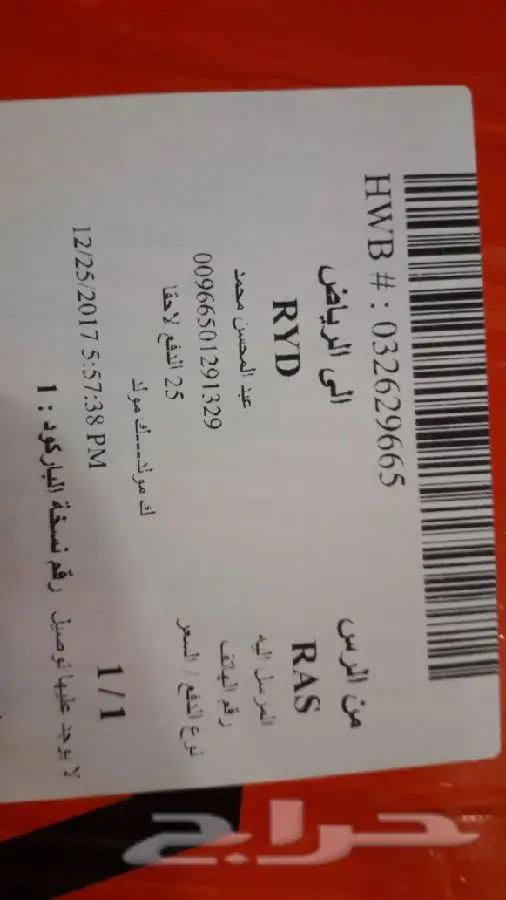 HWB # : 032629665
من الرس الى الرياض
RAS RYD
المرسل اليه عبد المحسن محمد
رقم الهاتف 00966501291329
نوع الدفع / السعر 25 الدفع لاحقا
ك مولد---ك مولد
1 / 1 12/25/2017 5:57:38 PM
لا يوجد عليها توصيل رقم نسخة الباركود : 1
حراج